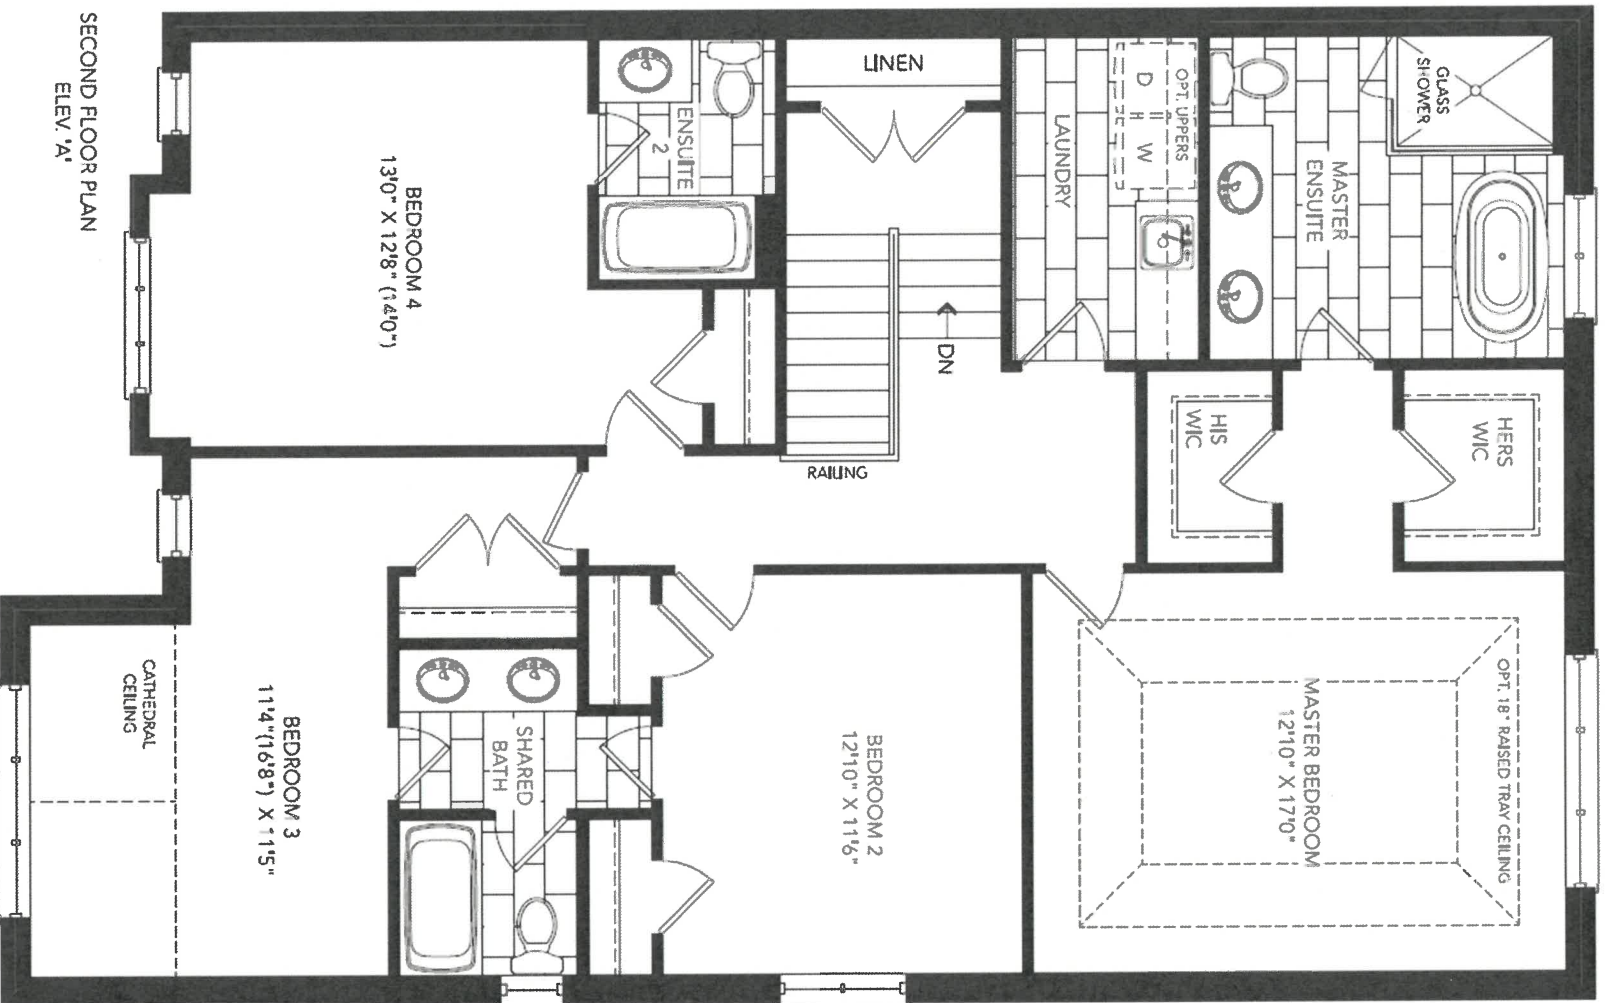 SECOND FLOOR PLAN
ELEV. 'A'
LINEN
OPT. UPPERS
D
W
LAUNDRY
GLASS
SHOWER
MASTER
ENSUITE
ENSUITE
2
BEDROOM 4
13'0" X 12'8" (14'0")
DN
RAILING
HIS
WIC
HERS
WIC
CATHEDRAL
CEILING
BEDROOM 3
11'4"(16'8") X 11'5"
SHARED
BATH
BEDROOM 2
12'10" X 11'6"
OPT. 18" RAISED TRAY CEILING
MASTER BEDROOM
12'10" X 17'0"